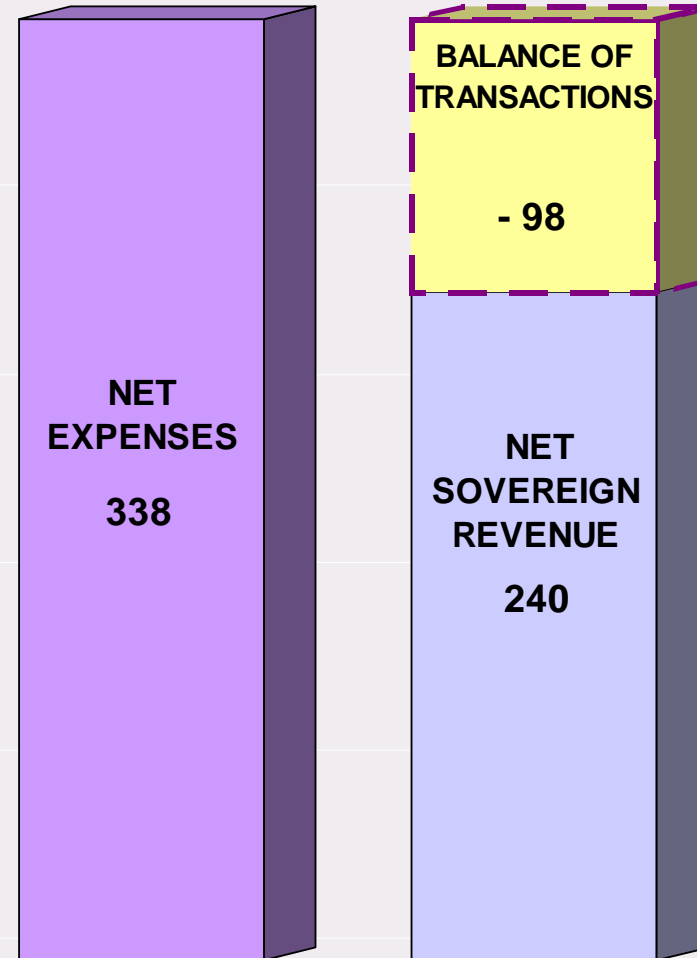 NET
EXPENSES
338
BALANCE OF
TRANSACTIONS
- 98
NET
SOVEREIGN
REVENUE
240